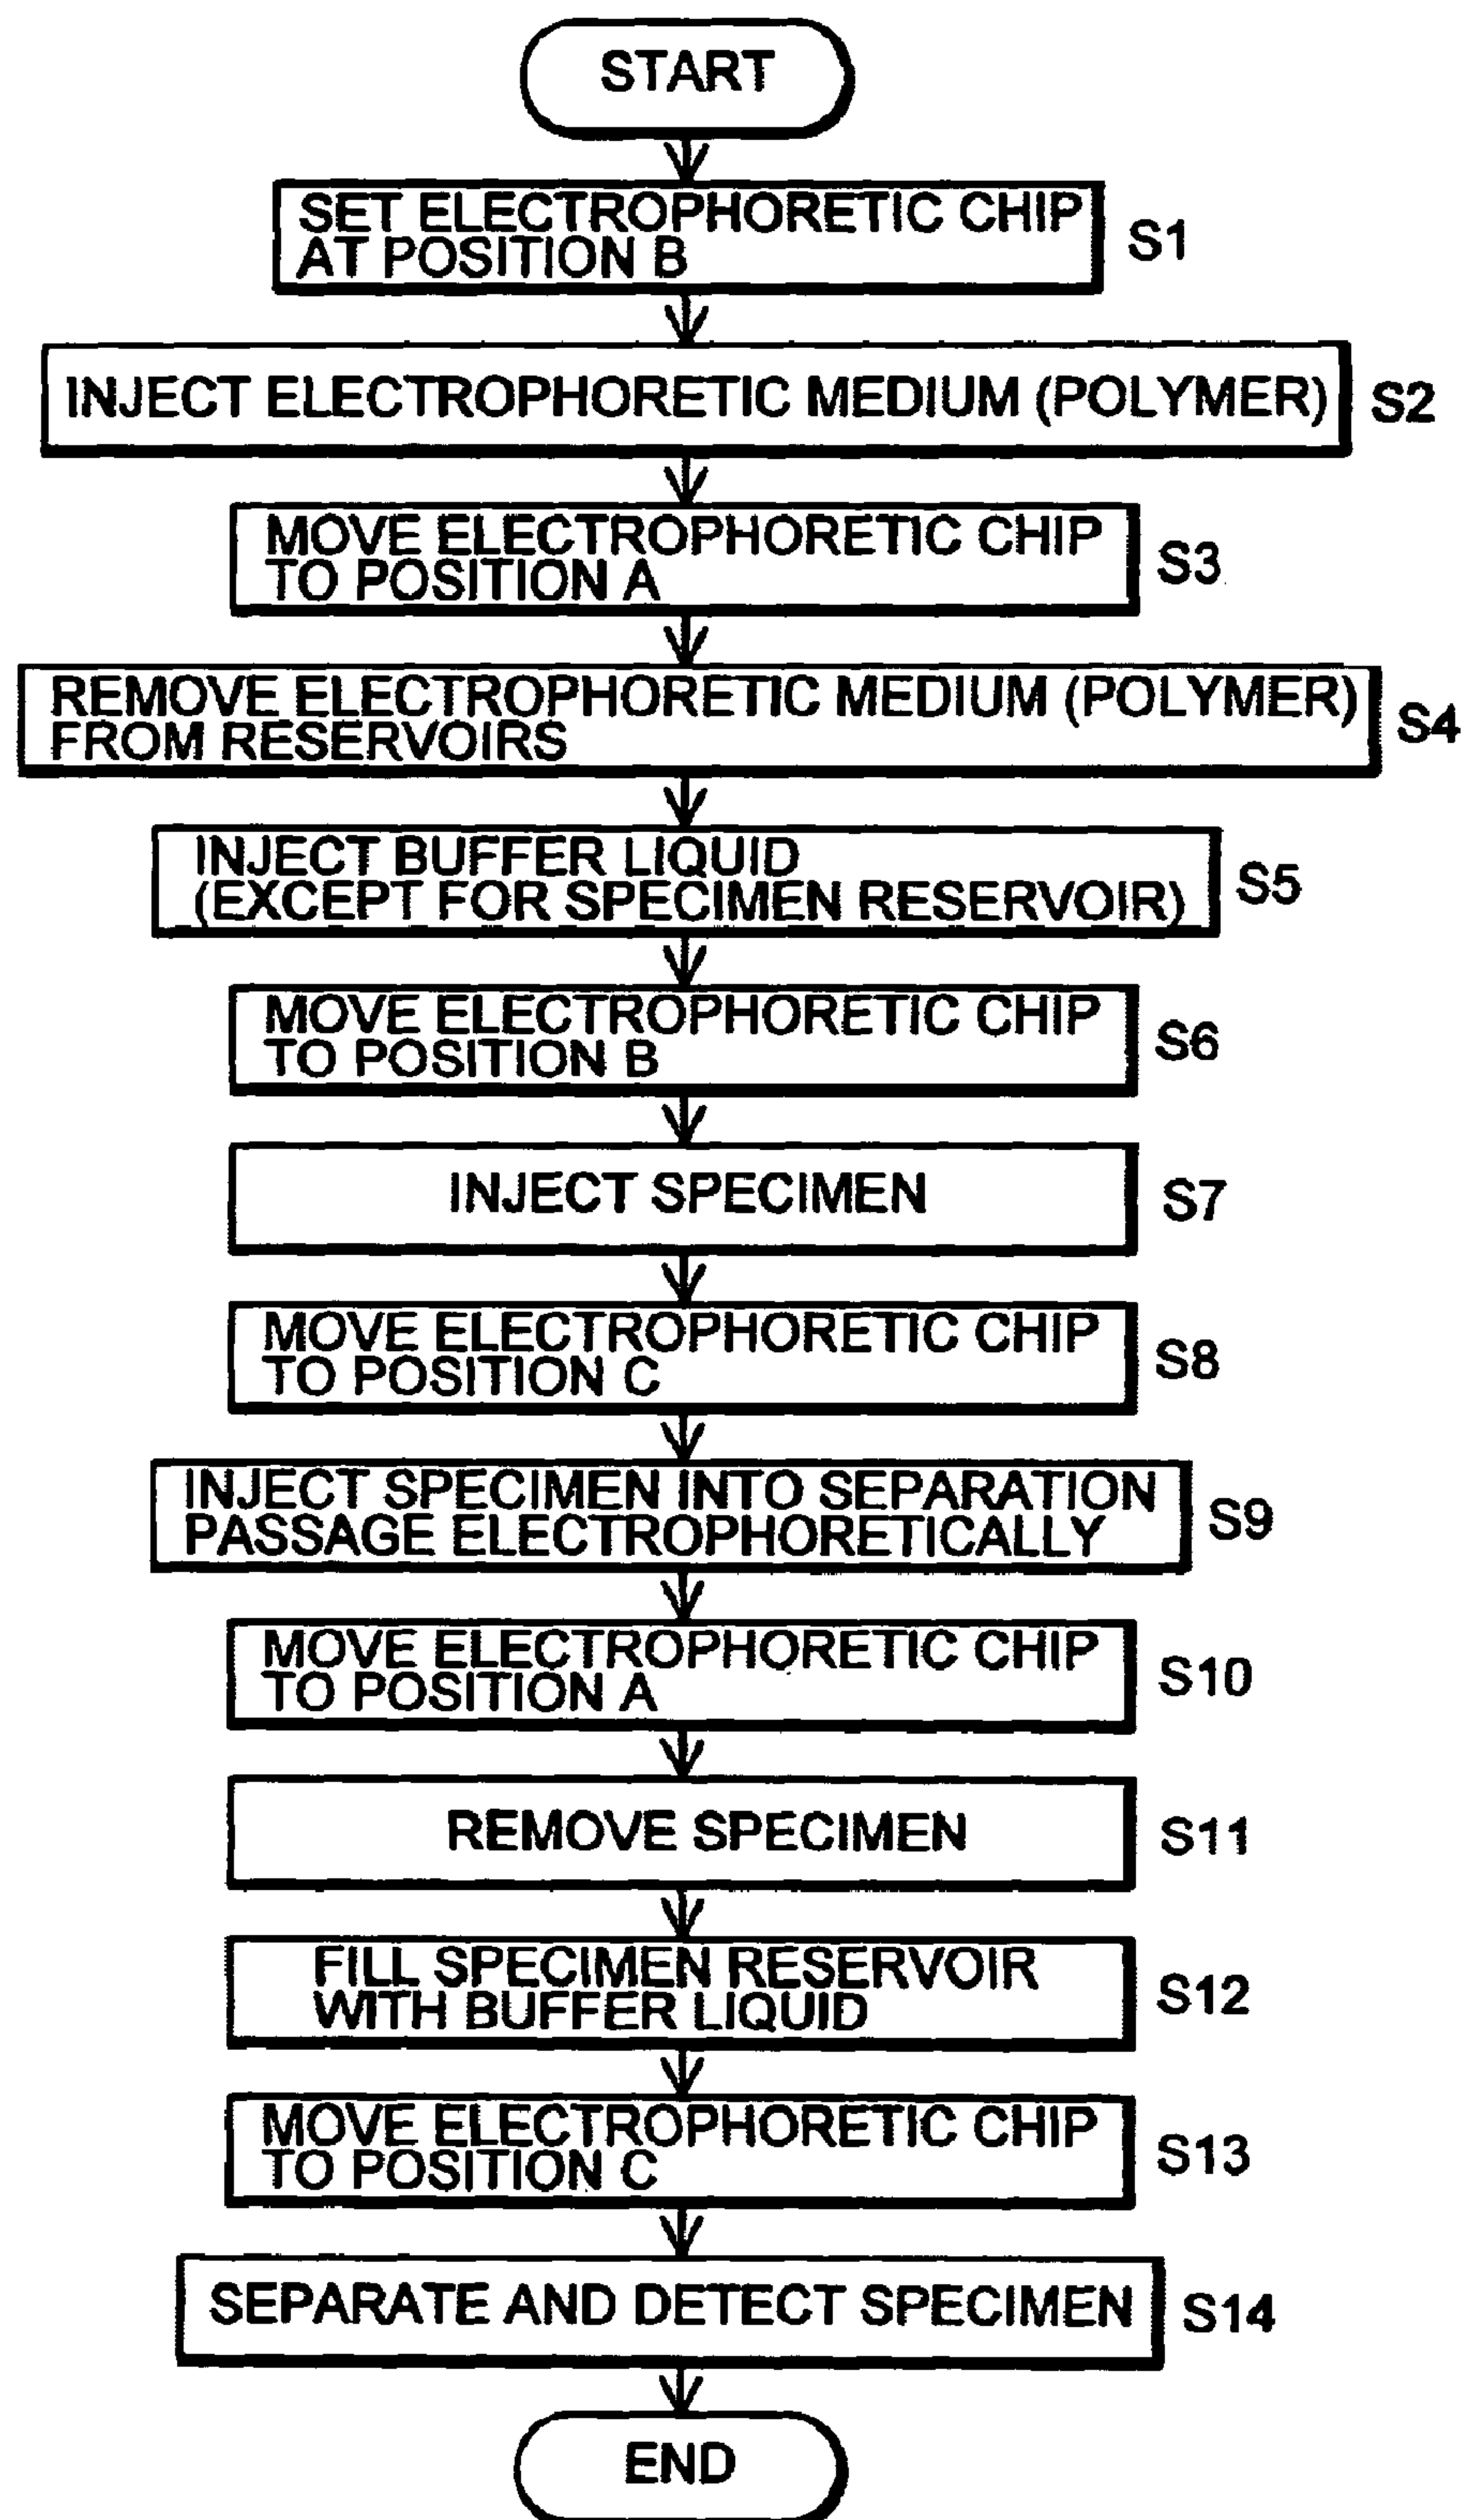 START
SET ELECTROPHORETIC CHIP
AT POSITION B
S1
INJECT ELECTROPHORETIC MEDIUM (POLYMER)
S2
MOVE ELECTROPHORETIC CHIP
TO POSITION A
S3
REMOVE ELECTROPHORETIC MEDIUM (POLYMER)
FROM RESERVOIRS
S4
INJECT BUFFER LIQUID
(EXCEPT FOR SPECIMEN RESERVOIR)
S5
MOVE ELECTROPHORETIC CHIP
TO POSITION B
S6
INJECT SPECIMEN
S7
MOVE ELECTROPHORETIC CHIP
TO POSITION C
S8
INJECT SPECIMEN INTO SEPARATION
PASSAGE ELECTROPHORETICALLY
S9
MOVE ELECTROPHORETIC CHIP
TO POSITION A
S10
REMOVE SPECIMEN
S11
FILL SPECIMEN RESERVOIR
WITH BUFFER LIQUID
S12
MOVE ELECTROPHORETIC CHIP
TO POSITION C
S13
SEPARATE AND DETECT SPECIMEN
S14
END